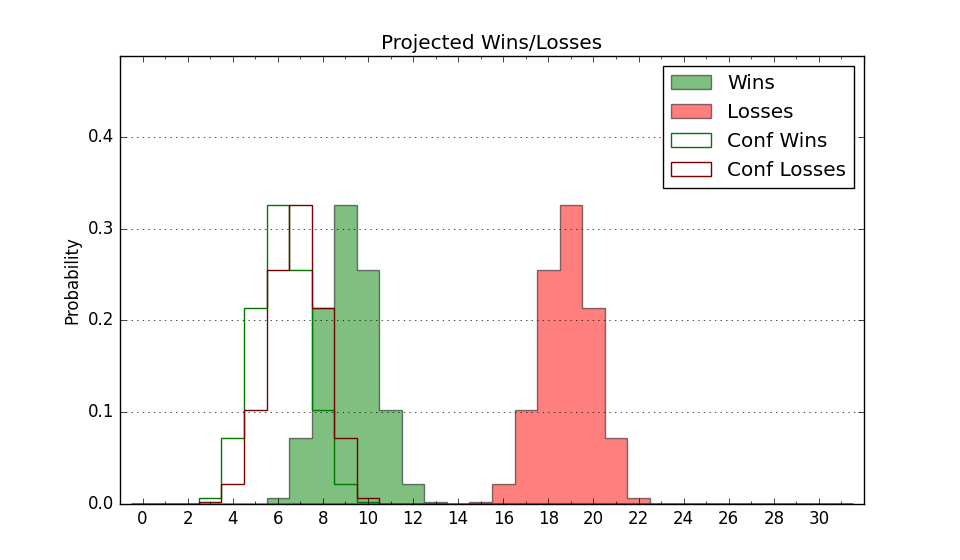 Projected Wins/Losses
Wins
Losses
Conf Wins
Conf Losses
Probability
0.4
0.3
0.2
0.1
0.0
0 2 4 6 8 10 12 14 16 18 20 22 24 26 28 30